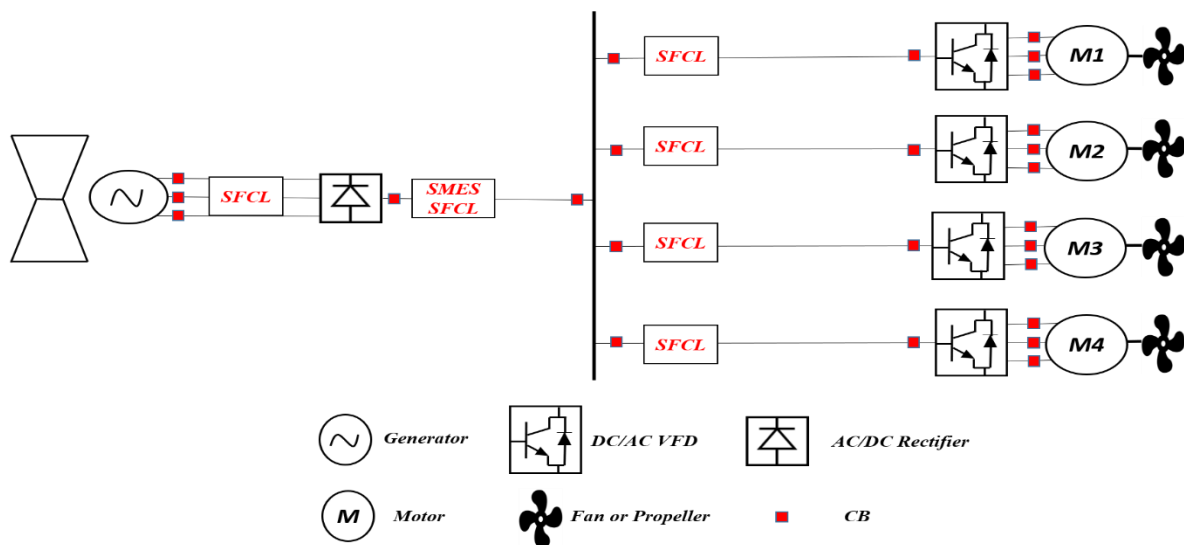 SFCL
M1
SFCL
M2
SFCL
SMES
SFCL
SFCL
M3
SFCL
M4
Generator
DC/AC VFD
AC/DC Rectifier
M
Motor
Fan or Propeller
CB